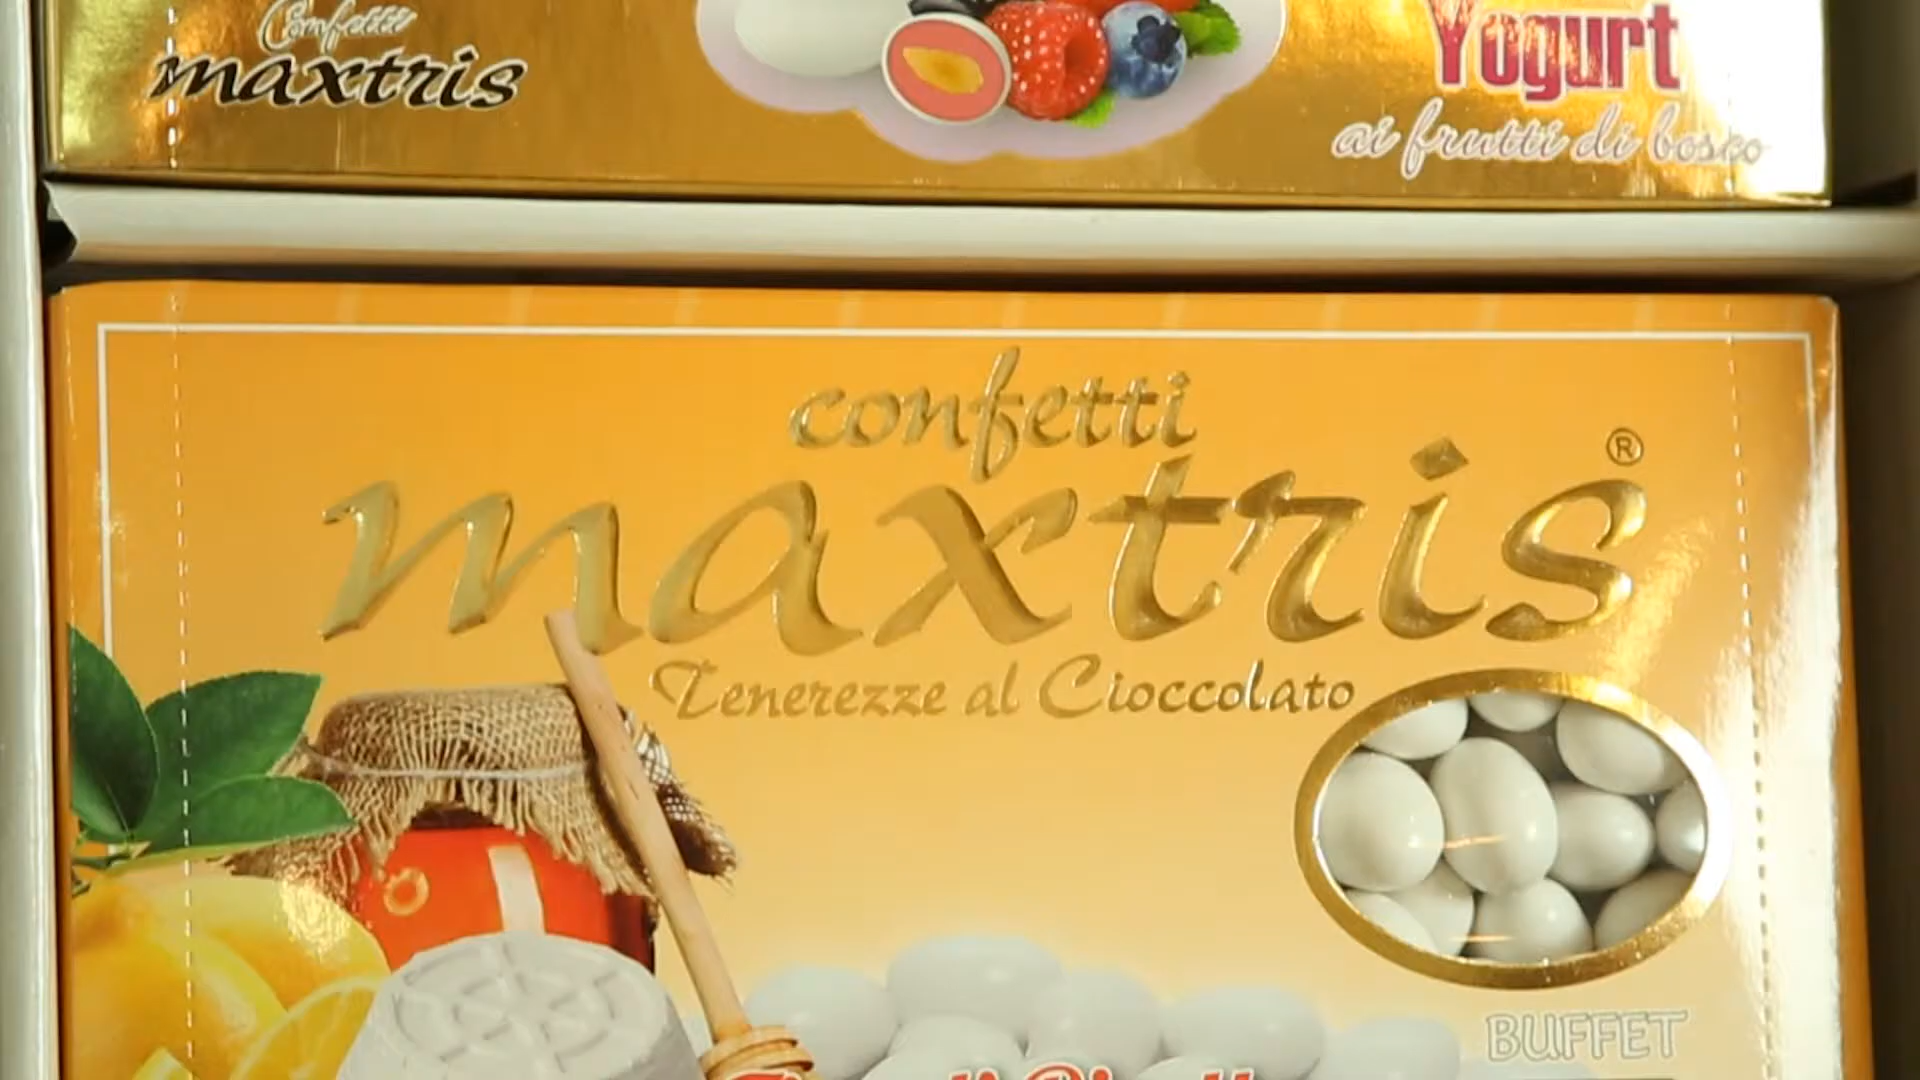 Confetti
maxtris
Yogurt
ai frutti di bosco
confetti
maxtris®
Tenerezze al Cioccolato
BUFFET